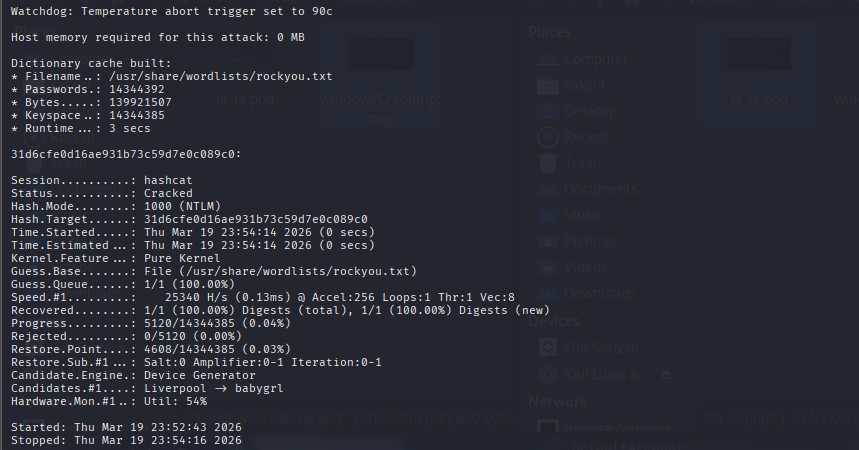 Watchdog: Temperature abort trigger set to 90c
Host memory required for this attack: 0 MB
Dictionary cache built:
* Filename..: /usr/share/wordlists/rockyou.txt
* Passwords.: 14344392
* Bytes.....: 139921507
* Keyspace..: 14344385
* Runtime...: 3 secs
31d6cfe0d16ae931b73c59d7e0c089c0:
Session..........: hashcat
Status...........: Cracked
Hash.Mode........: 1000 (NTLM)
Hash.Target......: 31d6cfe0d16ae931b73c59d7e0c089c0
Time.Started.....: Thu Mar 19 23:54:14 2026 (0 secs)
Time.Estimated...: Thu Mar 19 23:54:14 2026 (0 secs)
Kernel.Feature...: Pure Kernel
Guess.Base.......: File (/usr/share/wordlists/rockyou.txt)
Guess.Queue......: 1/1 (100.00%)
Speed.#1.........:    25340 H/s (0.13ms) @ Accel:256 Loops:1 Thr:1 Vec:8
Recovered........: 1/1 (100.00%) Digests (total), 1/1 (100.00%) Digests (new)
Progress.........: 5120/14344385 (0.04%)
Rejected.........: 0/5120 (0.00%)
Restore.Point....: 4608/14344385 (0.03%)
Restore.Sub.#1...: Salt:0 Amplifier:0-1 Iteration:0-1
Candidate.Engine.: Device Generator
Candidates.#1....: Liverpool -> babygrl
Hardware.Mon.#1..: Util: 54%
Started: Thu Mar 19 23:52:43 2026
Stopped: Thu Mar 19 23:54:16 2026
Places
Computer
sakshi
Desktop
Recent
Trash
Documents
Music
Pictures
Videos
Downloads
Devices
File System
Network
Browse Network
la-la.png
windowsCredump.
png
la-la.png